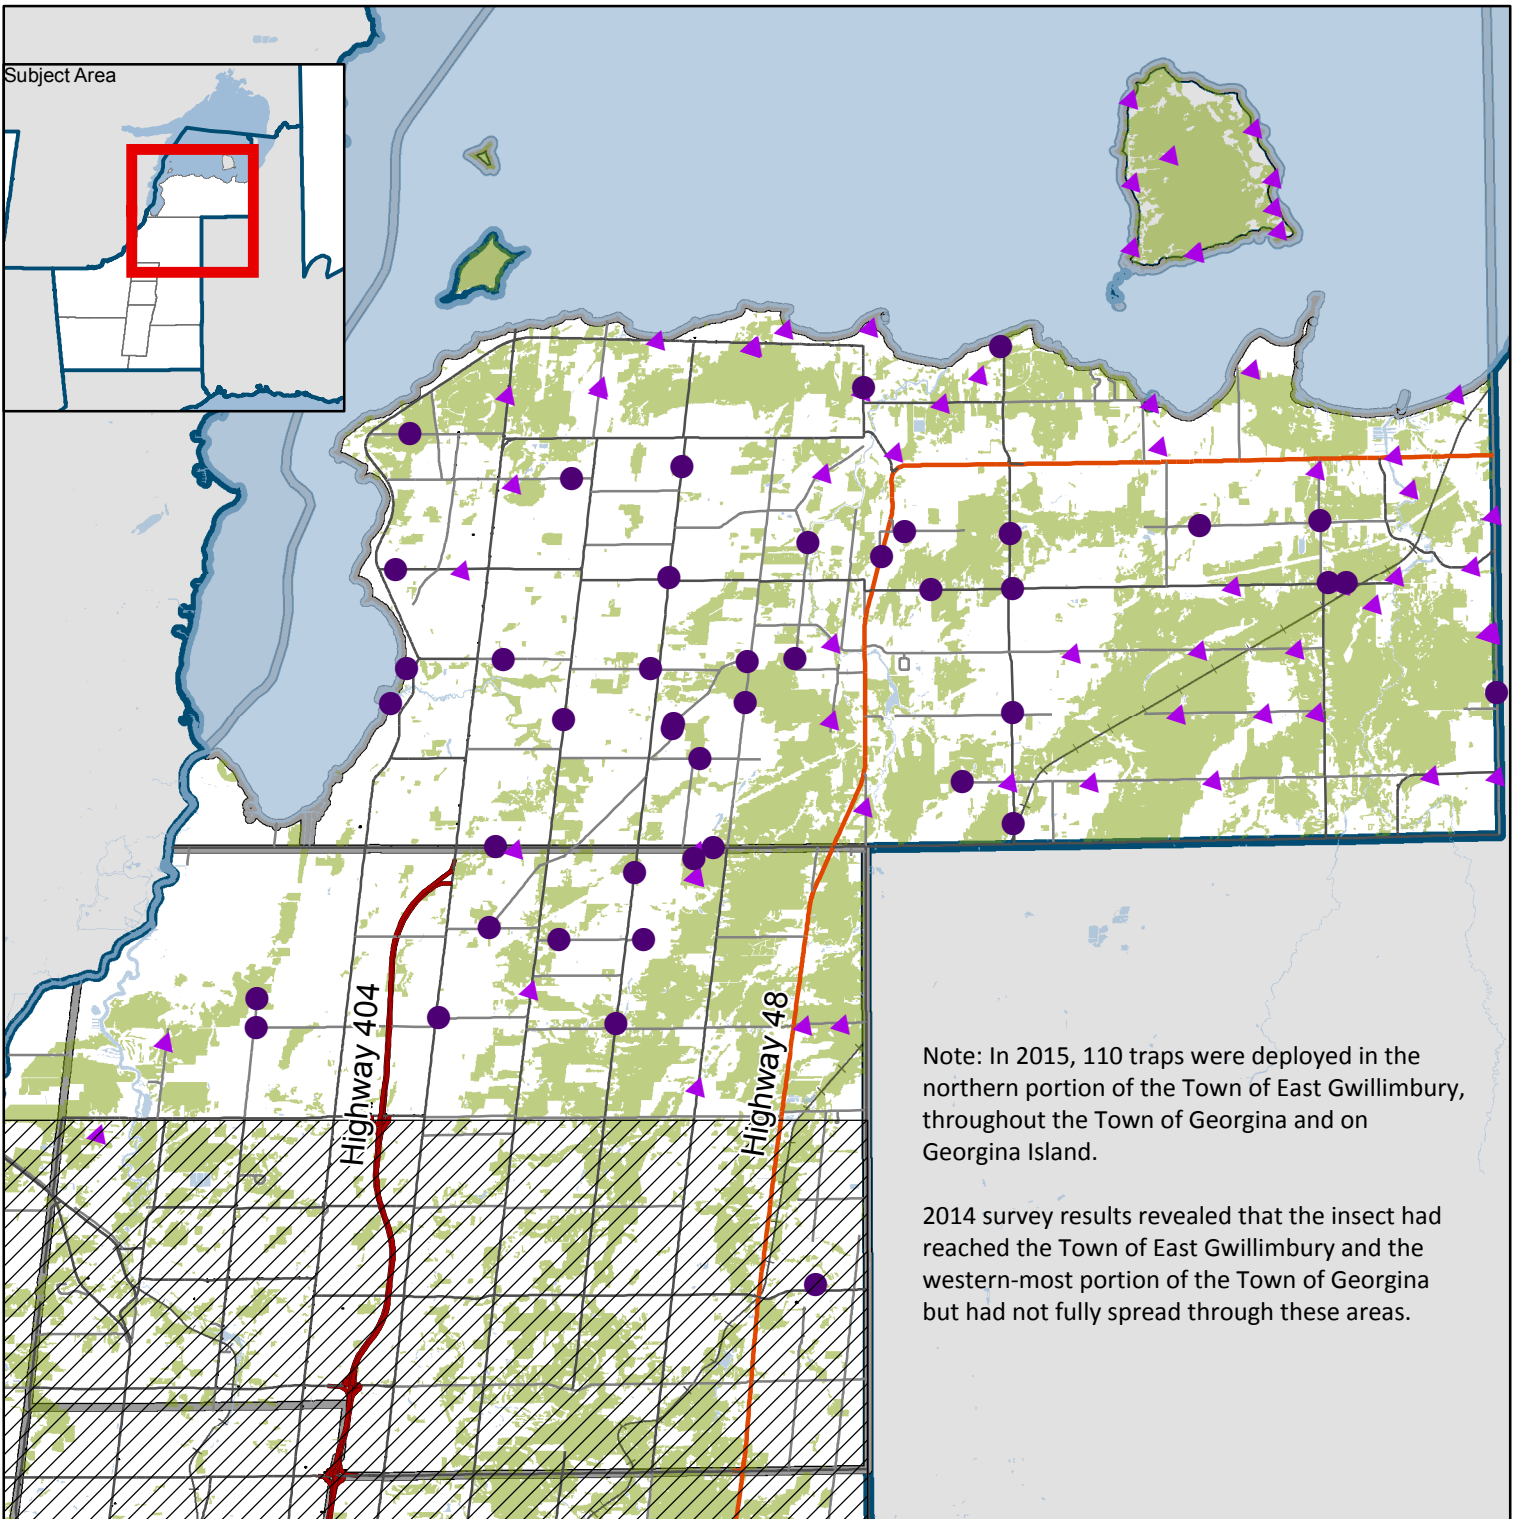 Subject Area
Highway 404
Highway 48
Note: In 2015, 110 traps were deployed in the
northern portion of the Town of East Gwillimbury,
throughout the Town of Georgina and on
Georgina Island.
2014 survey results revealed that the insect had
reached the Town of East Gwillimbury and the
western-most portion of the Town of Georgina
but had not fully spread through these areas.